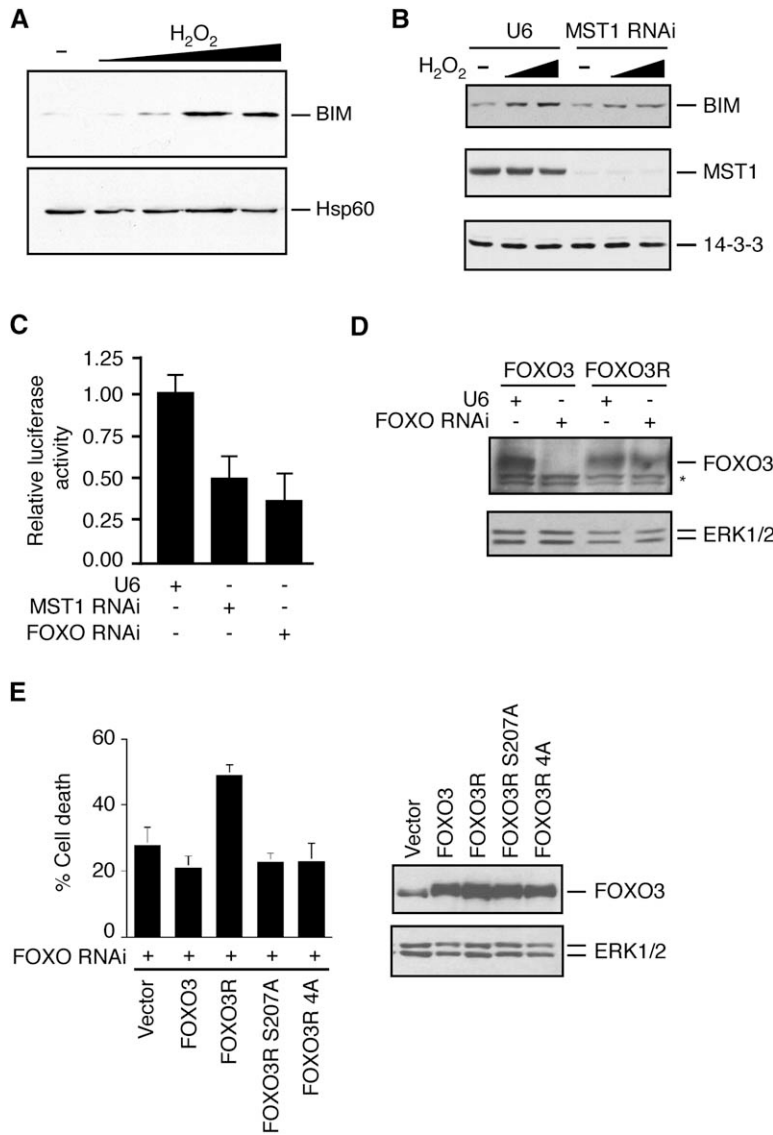 A
H2O2
–
BIM
Hsp60
B
U6 MST1 RNAi
H2O2 – –
BIM
MST1
14-3-3
C
Relative luciferase activity
1.25
1.00
0.75
0.50
0.25
0.00
U6 + - -
MST1 RNAi - + -
FOXO RNAi - - +
D
FOXO3 FOXO3R
U6 + - + -
FOXO RNAi - + - +
FOXO3
*
ERK1/2
E
% Cell death
60
40
20
0
FOXO RNAi + + + + +
Vector
FOXO3
FOXO3R
FOXO3R S207A
FOXO3R 4A
Vector
FOXO3
FOXO3R
FOXO3R S207A
FOXO3R 4A
FOXO3
ERK1/2